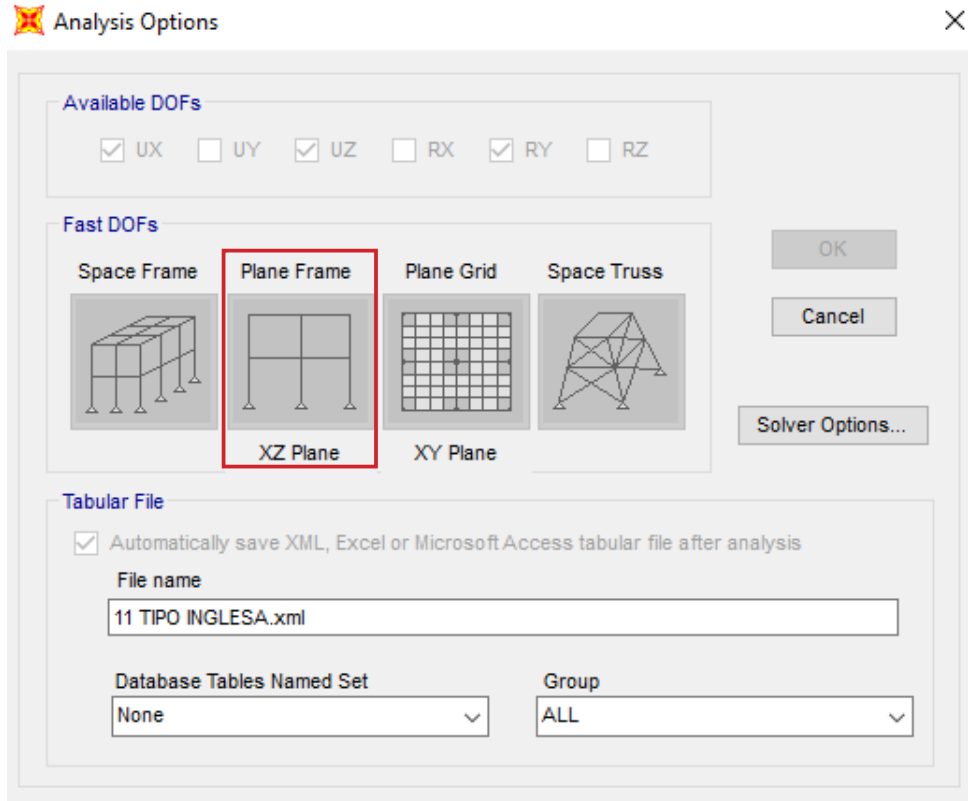 Analysis Options
Available DOFs
UX UY UZ RX RY RZ
Fast DOFs
Space Frame Plane Frame Plane Grid Space Truss
XZ Plane XY Plane
OK
Cancel
Solver Options...
Tabular File
Automatically save XML, Excel or Microsoft Access tabular file after analysis
File name
11 TIPO INGLESA.xml
Database Tables Named Set Group
None ALL